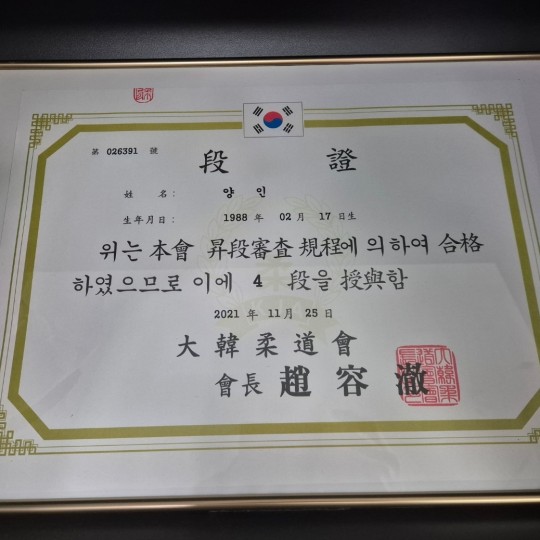 第 026391 號
段 證
姓 名 : 양 인
生年月日 : 1988 年 02 月 17 日生
위는 本會 昇段審査 規程에 의하여 合格
하였으므로 이에 4 段을 授與함
2021 年 11 月 25 日
大韓柔道會
會長 趙容澈